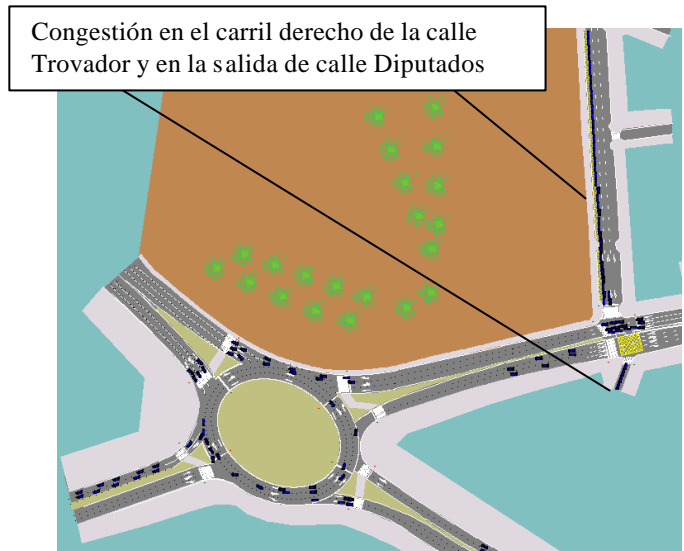 Congestión en el carril derecho de la calle
Trovador y en la salida de calle Diputados